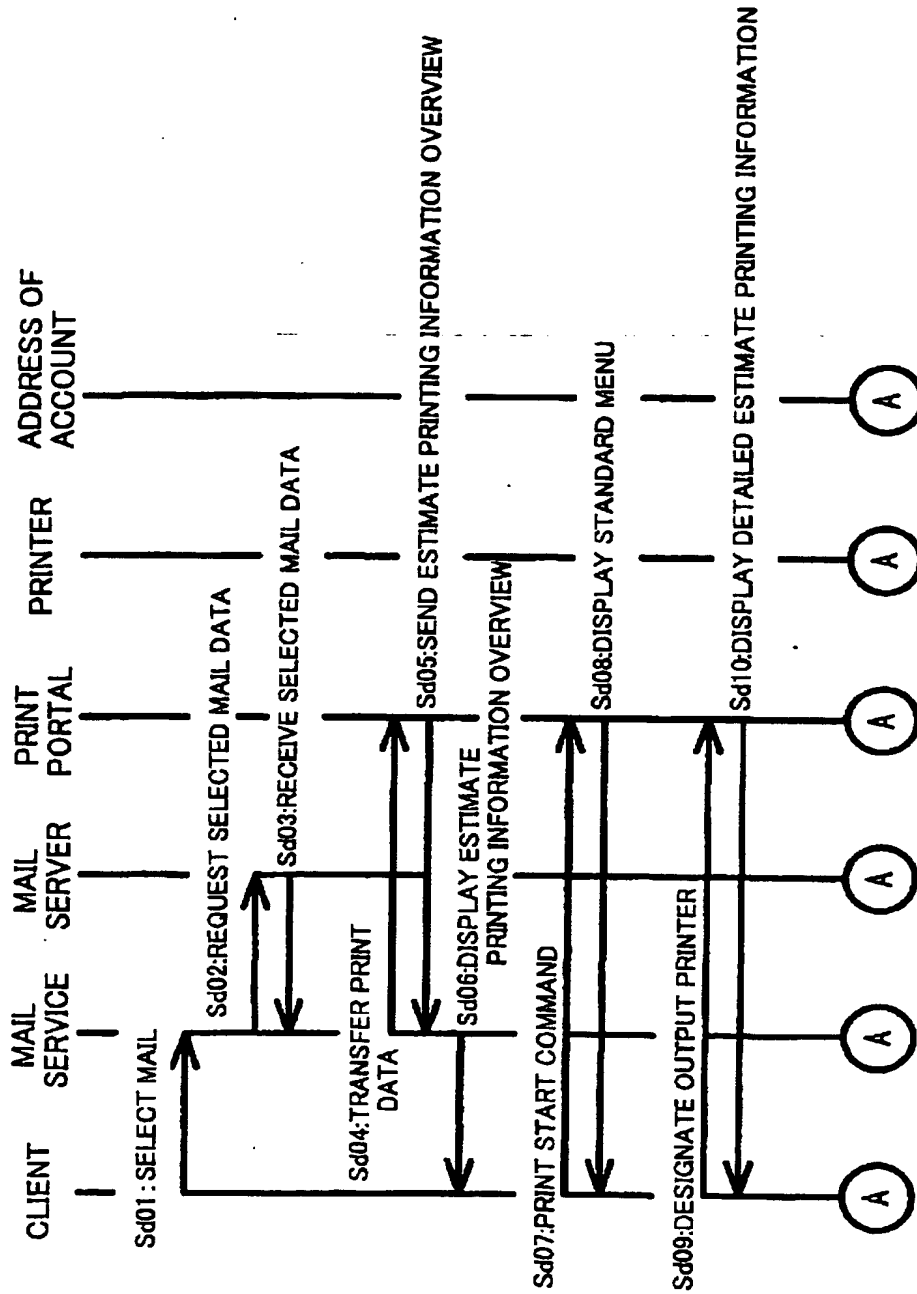 CLIENT
MAIL
SERVICE
MAIL
SERVER
PRINT
PORTAL
PRINTER
ADDRESS OF
ACCOUNT
Sd01:SELECT MAIL
Sd02:REQUEST SELECTED MAIL DATA
Sd03:RECEIVE SELECTED MAIL DATA
Sd04:TRANSFER PRINT
DATA
Sd05:SEND ESTIMATE PRINTING INFORMATION OVERVIEW
Sd06:DISPLAY ESTIMATE
PRINTING INFORMATION OVERVIEW
Sd07:PRINT START COMMAND
Sd08:DISPLAY STANDARD MENU
Sd09:DESIGNATE OUTPUT PRINTER
Sd10:DISPLAY DETAILED ESTIMATE PRINTING INFORMATION
A
A
A
A
A
A